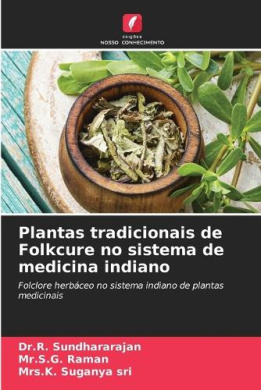 edições
NOSSO CONHECIMENTO
Plantas tradicionais de
Folkcure no sistema de
medicina indiano
Folclore herbáceo no sistema indiano de plantas
medicinais
Dr.R. Sundhararajan
Mr.S.G. Raman
Mrs.K. Suganya sri